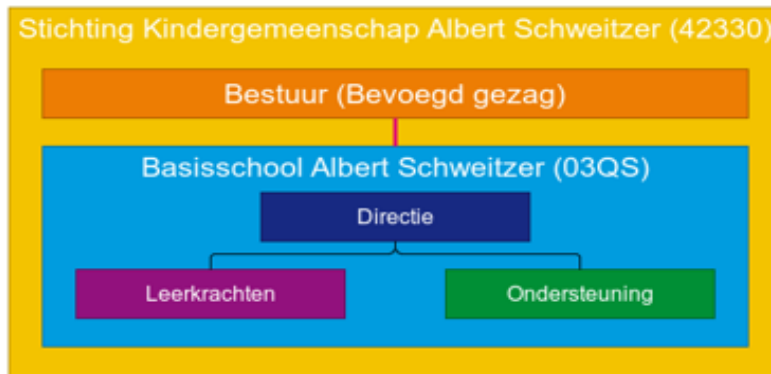 Stichting Kindergemeenschap Albert Schweitzer (42330)
Bestuur (Bevoegd gezag)
Basisschool Albert Schweitzer (03QS)
Directie
Leerkrachten
Ondersteuning